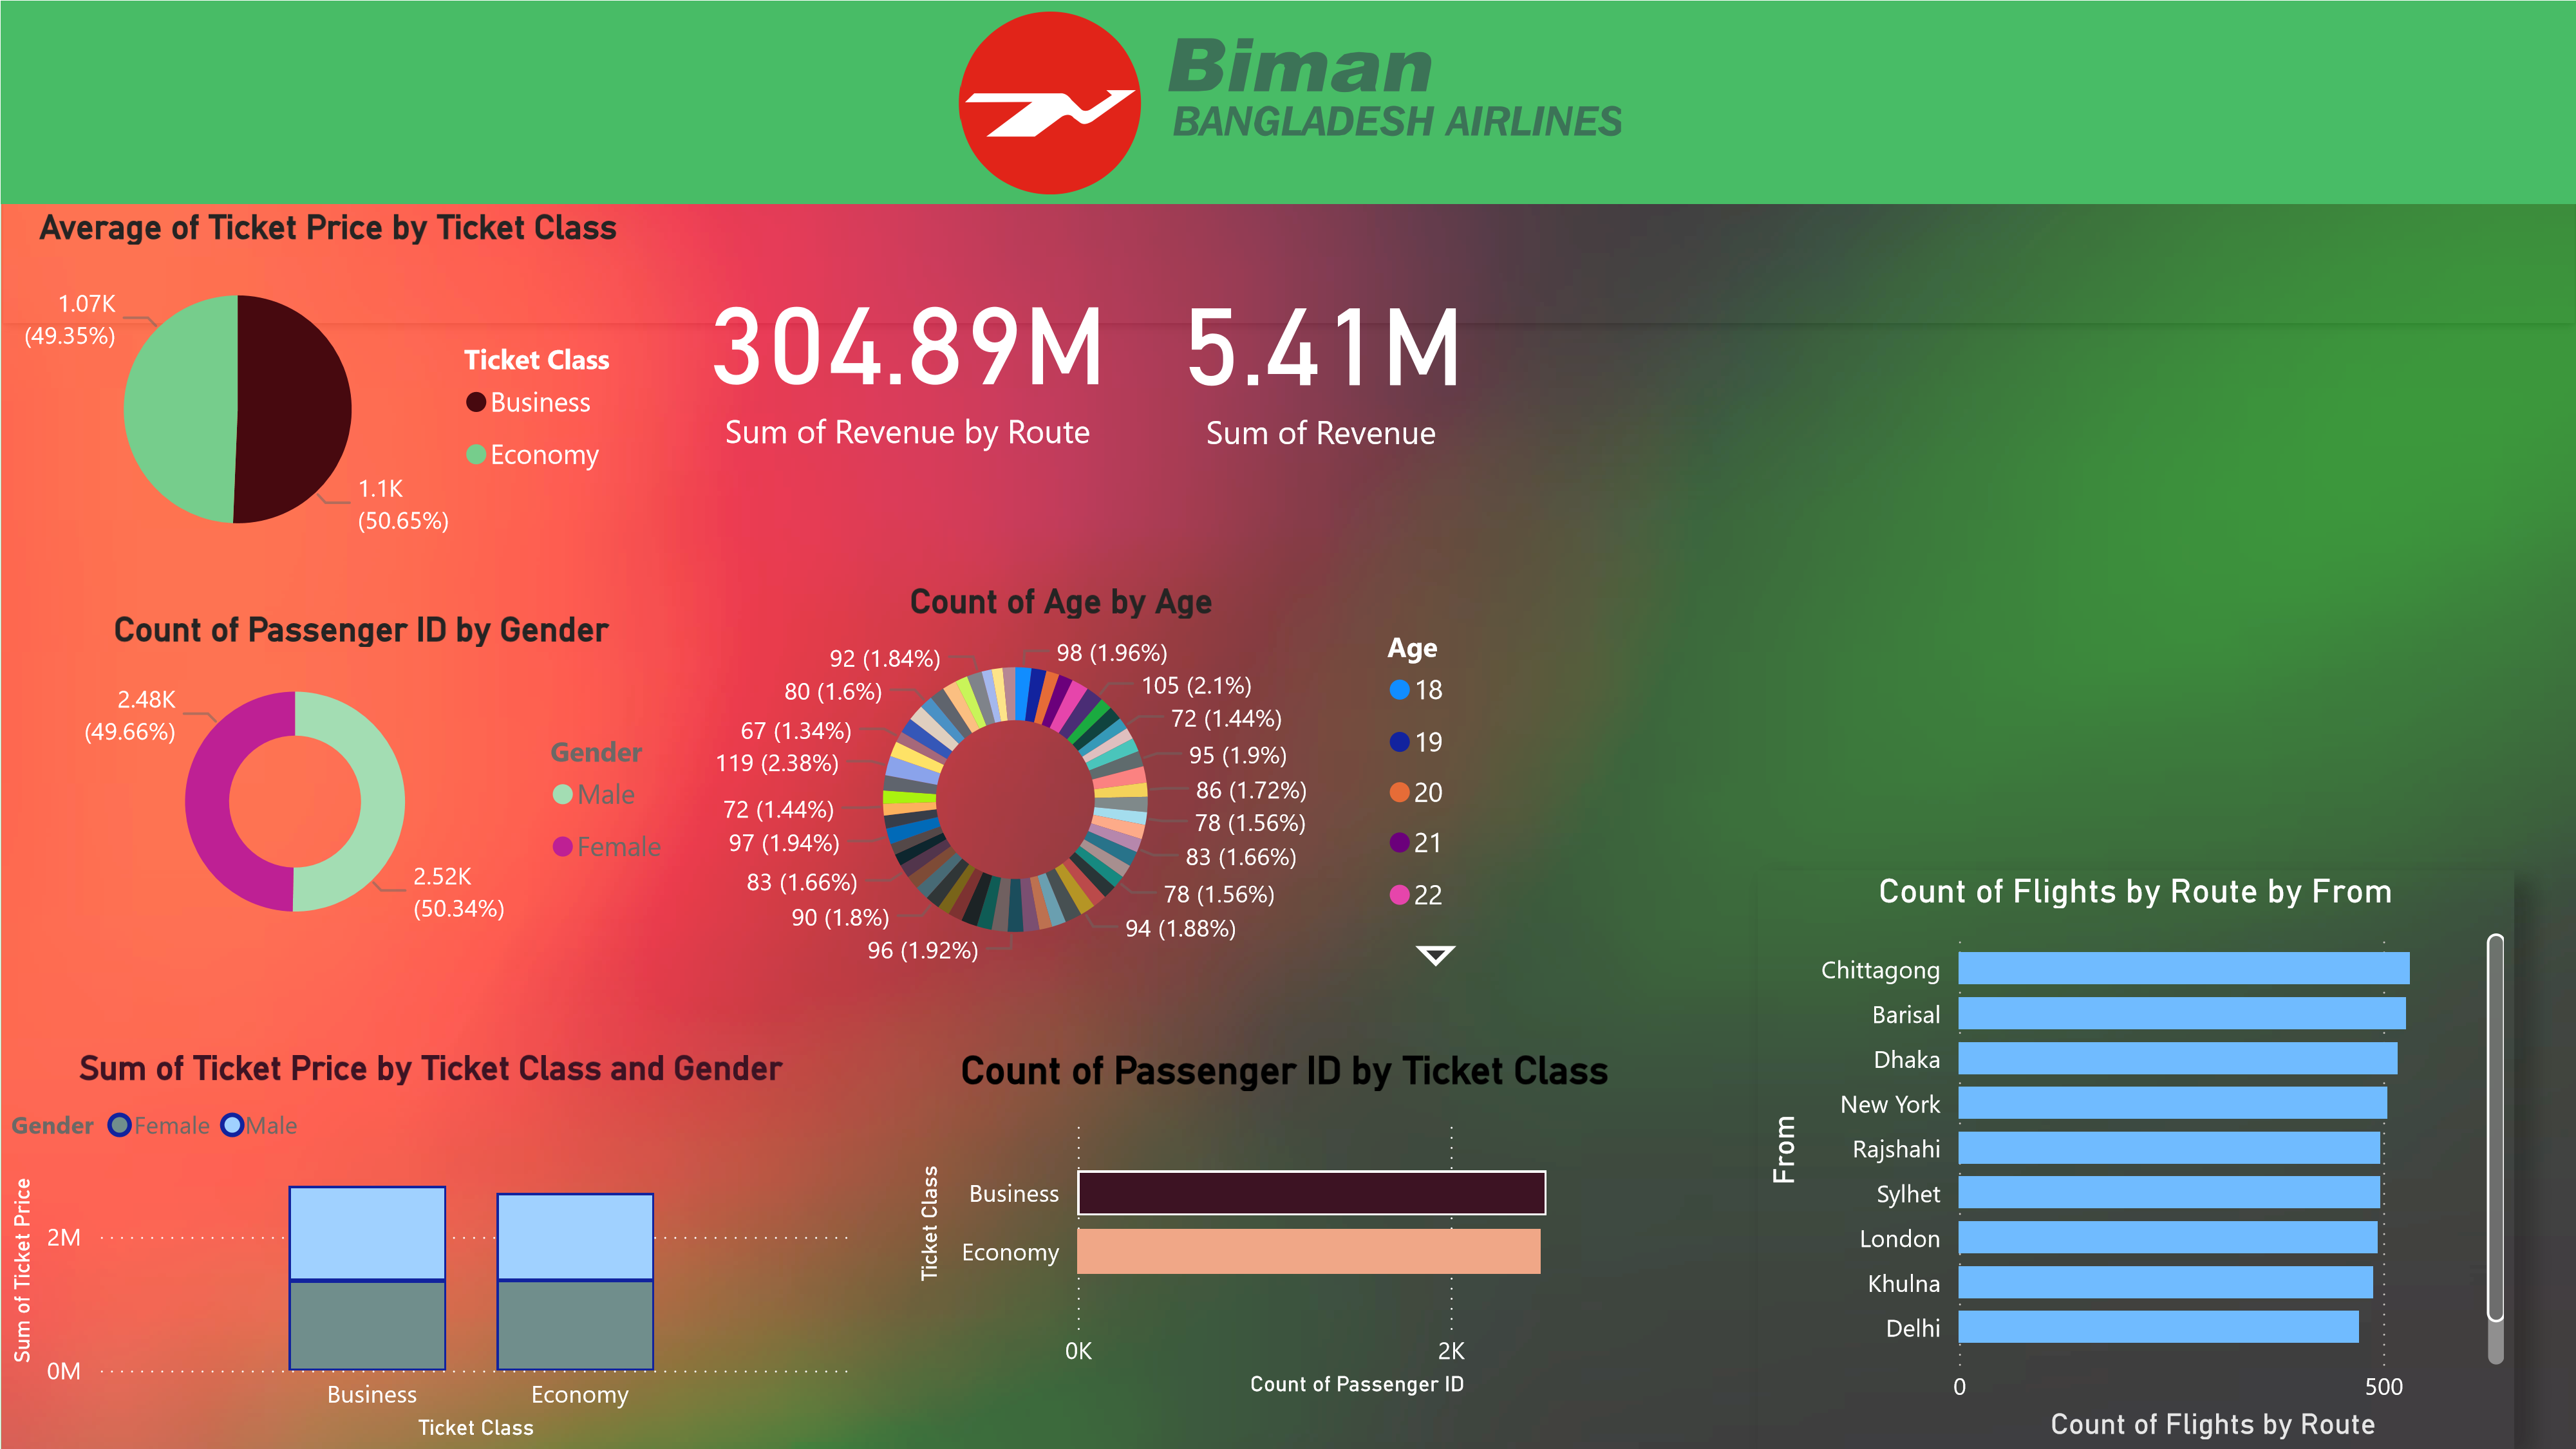 Biman
BANGLADESH AIRLINES
Average of Ticket Price by Ticket Class
1.07K
(49.35%)
1.1K
(50.65%)
Ticket Class
Business
Economy
304.89M
Sum of Revenue by Route
5.41M
Sum of Revenue
Count of Passenger ID by Gender
2.48K
(49.66%)
2.52K
(50.34%)
Gender
Male
Female
Count of Age by Age
92 (1.84%)
98 (1.96%)
80 (1.6%)
105 (2.1%)
67 (1.34%)
72 (1.44%)
119 (2.38%)
95 (1.9%)
72 (1.44%)
86 (1.72%)
97 (1.94%)
78 (1.56%)
83 (1.66%)
83 (1.66%)
90 (1.8%)
78 (1.56%)
96 (1.92%)
94 (1.88%)
Age
18
19
20
21
22
Sum of Ticket Price by Ticket Class and Gender
Gender Female Male
Sum of Ticket Price
2M
0M
Business Economy
Ticket Class
Count of Passenger ID by Ticket Class
Ticket Class
Business
Economy
0K 2K
Count of Passenger ID
Count of Flights by Route by From
From
Chittagong
Barisal
Dhaka
New York
Rajshahi
Sylhet
London
Khulna
Delhi
0 500
Count of Flights by Route